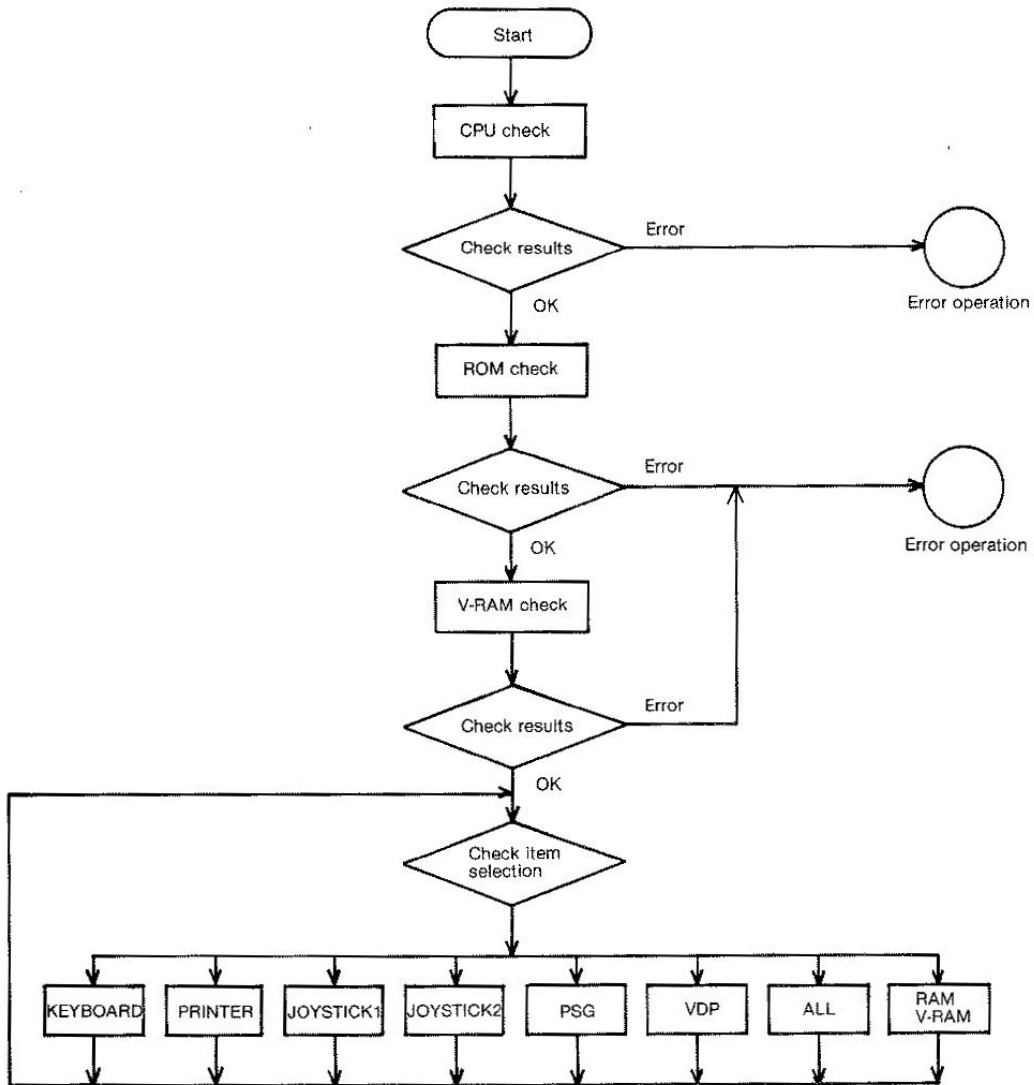 Start
CPU check
Check results
Error
Error operation
OK
ROM check
Check results
Error
Error operation
OK
V-RAM check
Check results
Error
OK
Check item
selection
KEYBOARD
PRINTER
JOYSTICK1
JOYSTICK2
PSG
VDP
ALL
RAM
V-RAM